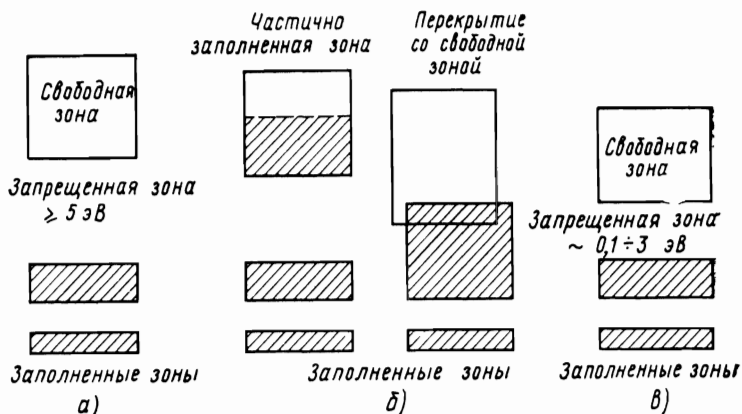 Частично
заполненная зона
Перекрытие
со свободной
зоной
Свободная
зона
Свободная
зона
Запрещенная зона
≥ 5 эВ
Запрещенная зона
~ 0,1÷3 эВ
Заполненные зоны
Заполненные зоны
Заполненные зоны
а)
б)
в)